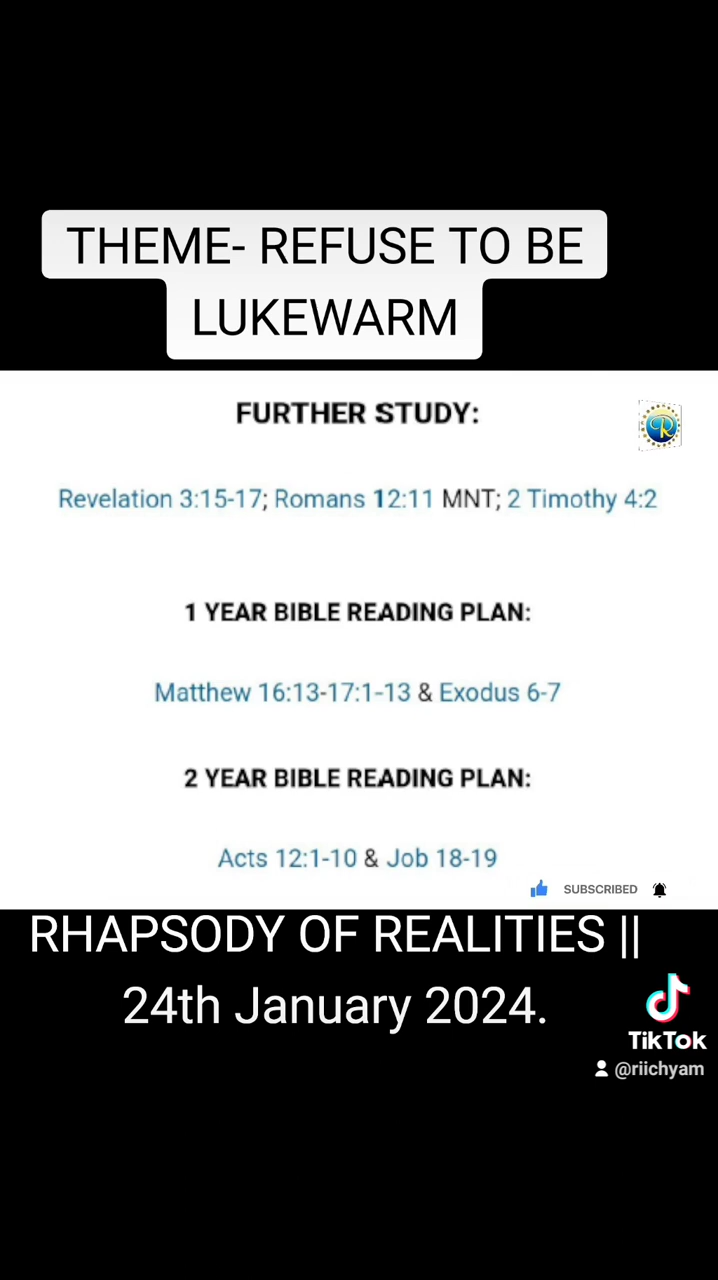 THEME- REFUSE TO BE
LUKEWARM
FURTHER STUDY:
R
Revelation 3:15-17; Romans 12:11 MNT; 2 Timothy 4:2
1 YEAR BIBLE READING PLAN:
Matthew 16:13-17:1-13 & Exodus 6-7
2 YEAR BIBLE READING PLAN:
Acts 12:1-10 & Job 18-19
SUBSCRIBED
RHAPSODY OF REALITIES ||
24th January 2024.
TikTok
@riichyam